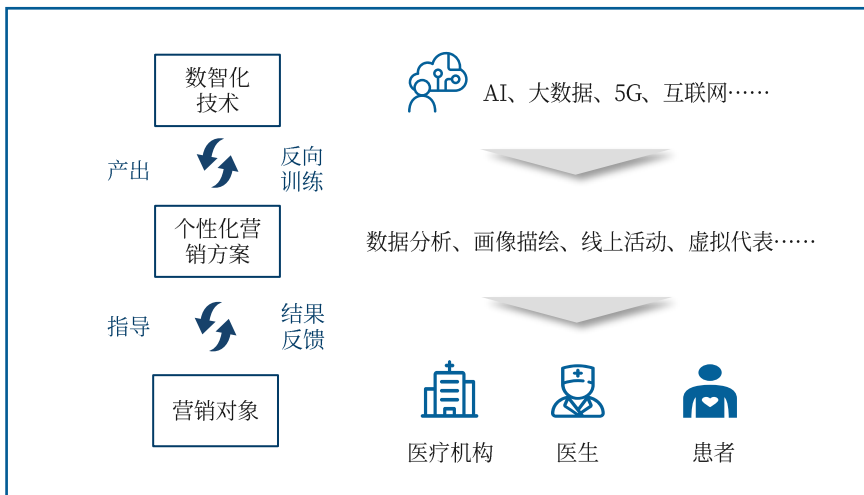 数智化
技术
AI、大数据、5G、互联网······
产出
反向
训练
个性化营
销方案
数据分析、画像描绘、线上活动、虚拟代表······
指导
结果
反馈
营销对象
医疗机构
医生
患者